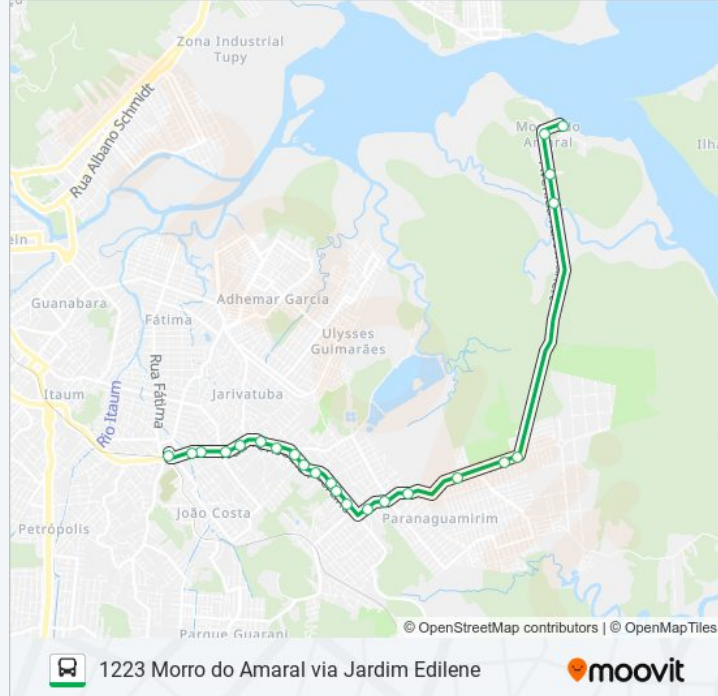 Zona Industrial
Tupy
Rua Albano Schmidt
Ilha
ein
Guanabara
Adhemar Garcia
Fátima
Ulysses
Guimarães
Rua Fátima
Itaum
Rio Itaum
Jarivatuba
João Costa
Paranaguamirim
Petrópolis
Parque Guarani
© OpenStreetMap contributors | © OpenMapTiles
1223 Morro do Amaral via Jardim Edilene
moovit